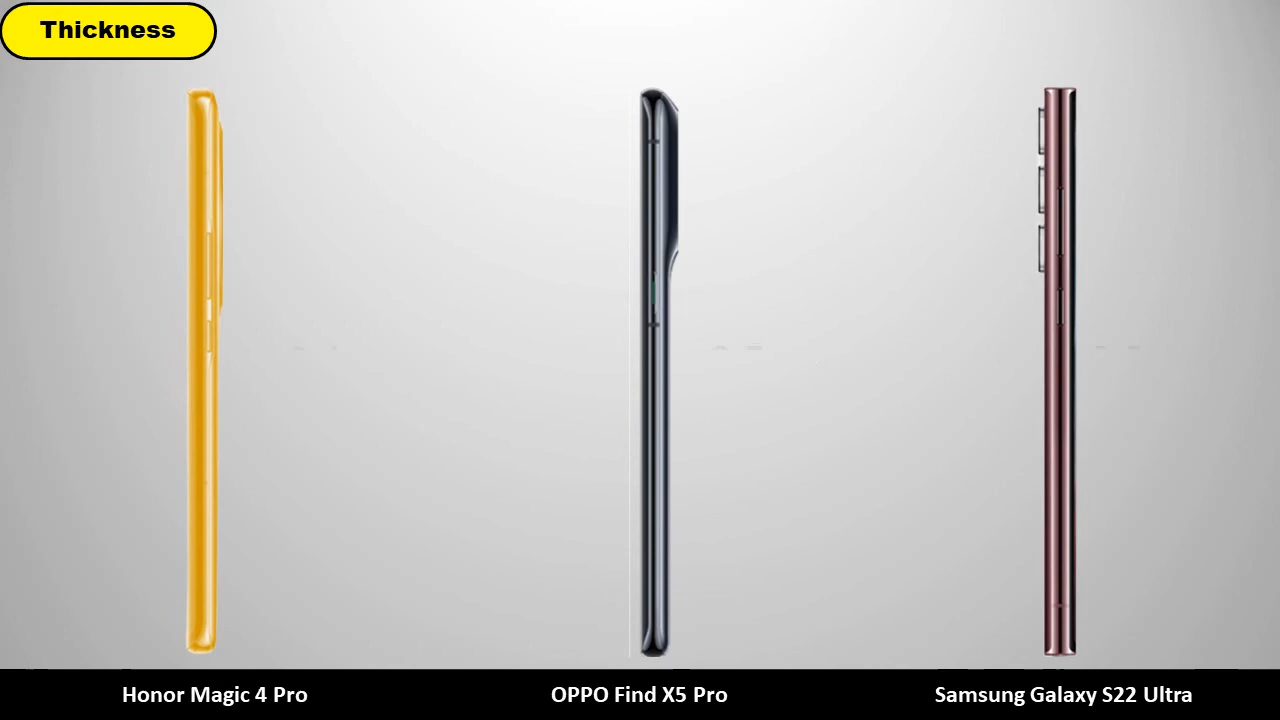 Thickness
Honor Magic 4 Pro
OPPO Find X5 Pro
Samsung Galaxy S22 Ultra